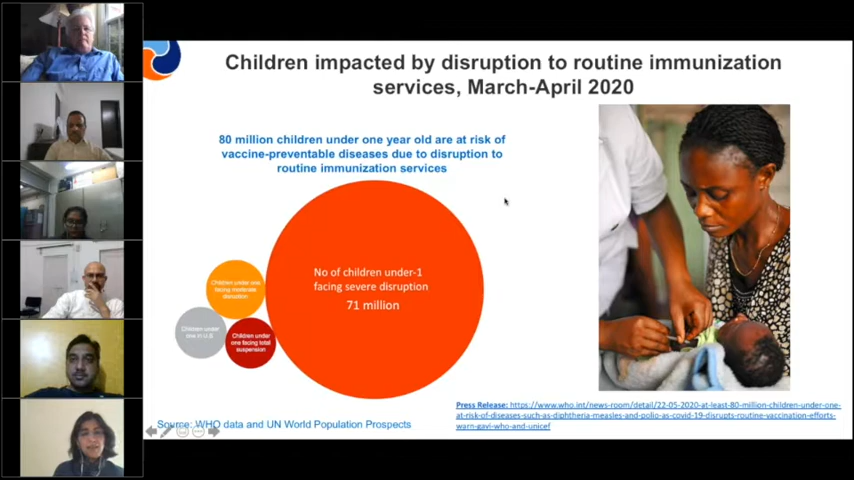 Children impacted by disruption to routine immunization
services, March-April 2020
80 million children under one year old are at risk of
vaccine-preventable diseases due to disruption to
routine immunization services
No of children under-1
facing severe disruption
71 million
Children under one
facing moderate
disruption
Children under
one in U.S
Children under
one facing total
suspension
Press Release: https://www.who.int/news-room/detail/22-05-2020-at-least-80-million-children-under-one-
at-risk-of-diseases-such-as-diphtheria-measles-and-polio-as-covid-19-disrupts-routine-vaccination-efforts-
warn-gavi-who-and-unicef
Source: WHO data and UN World Population Prospects